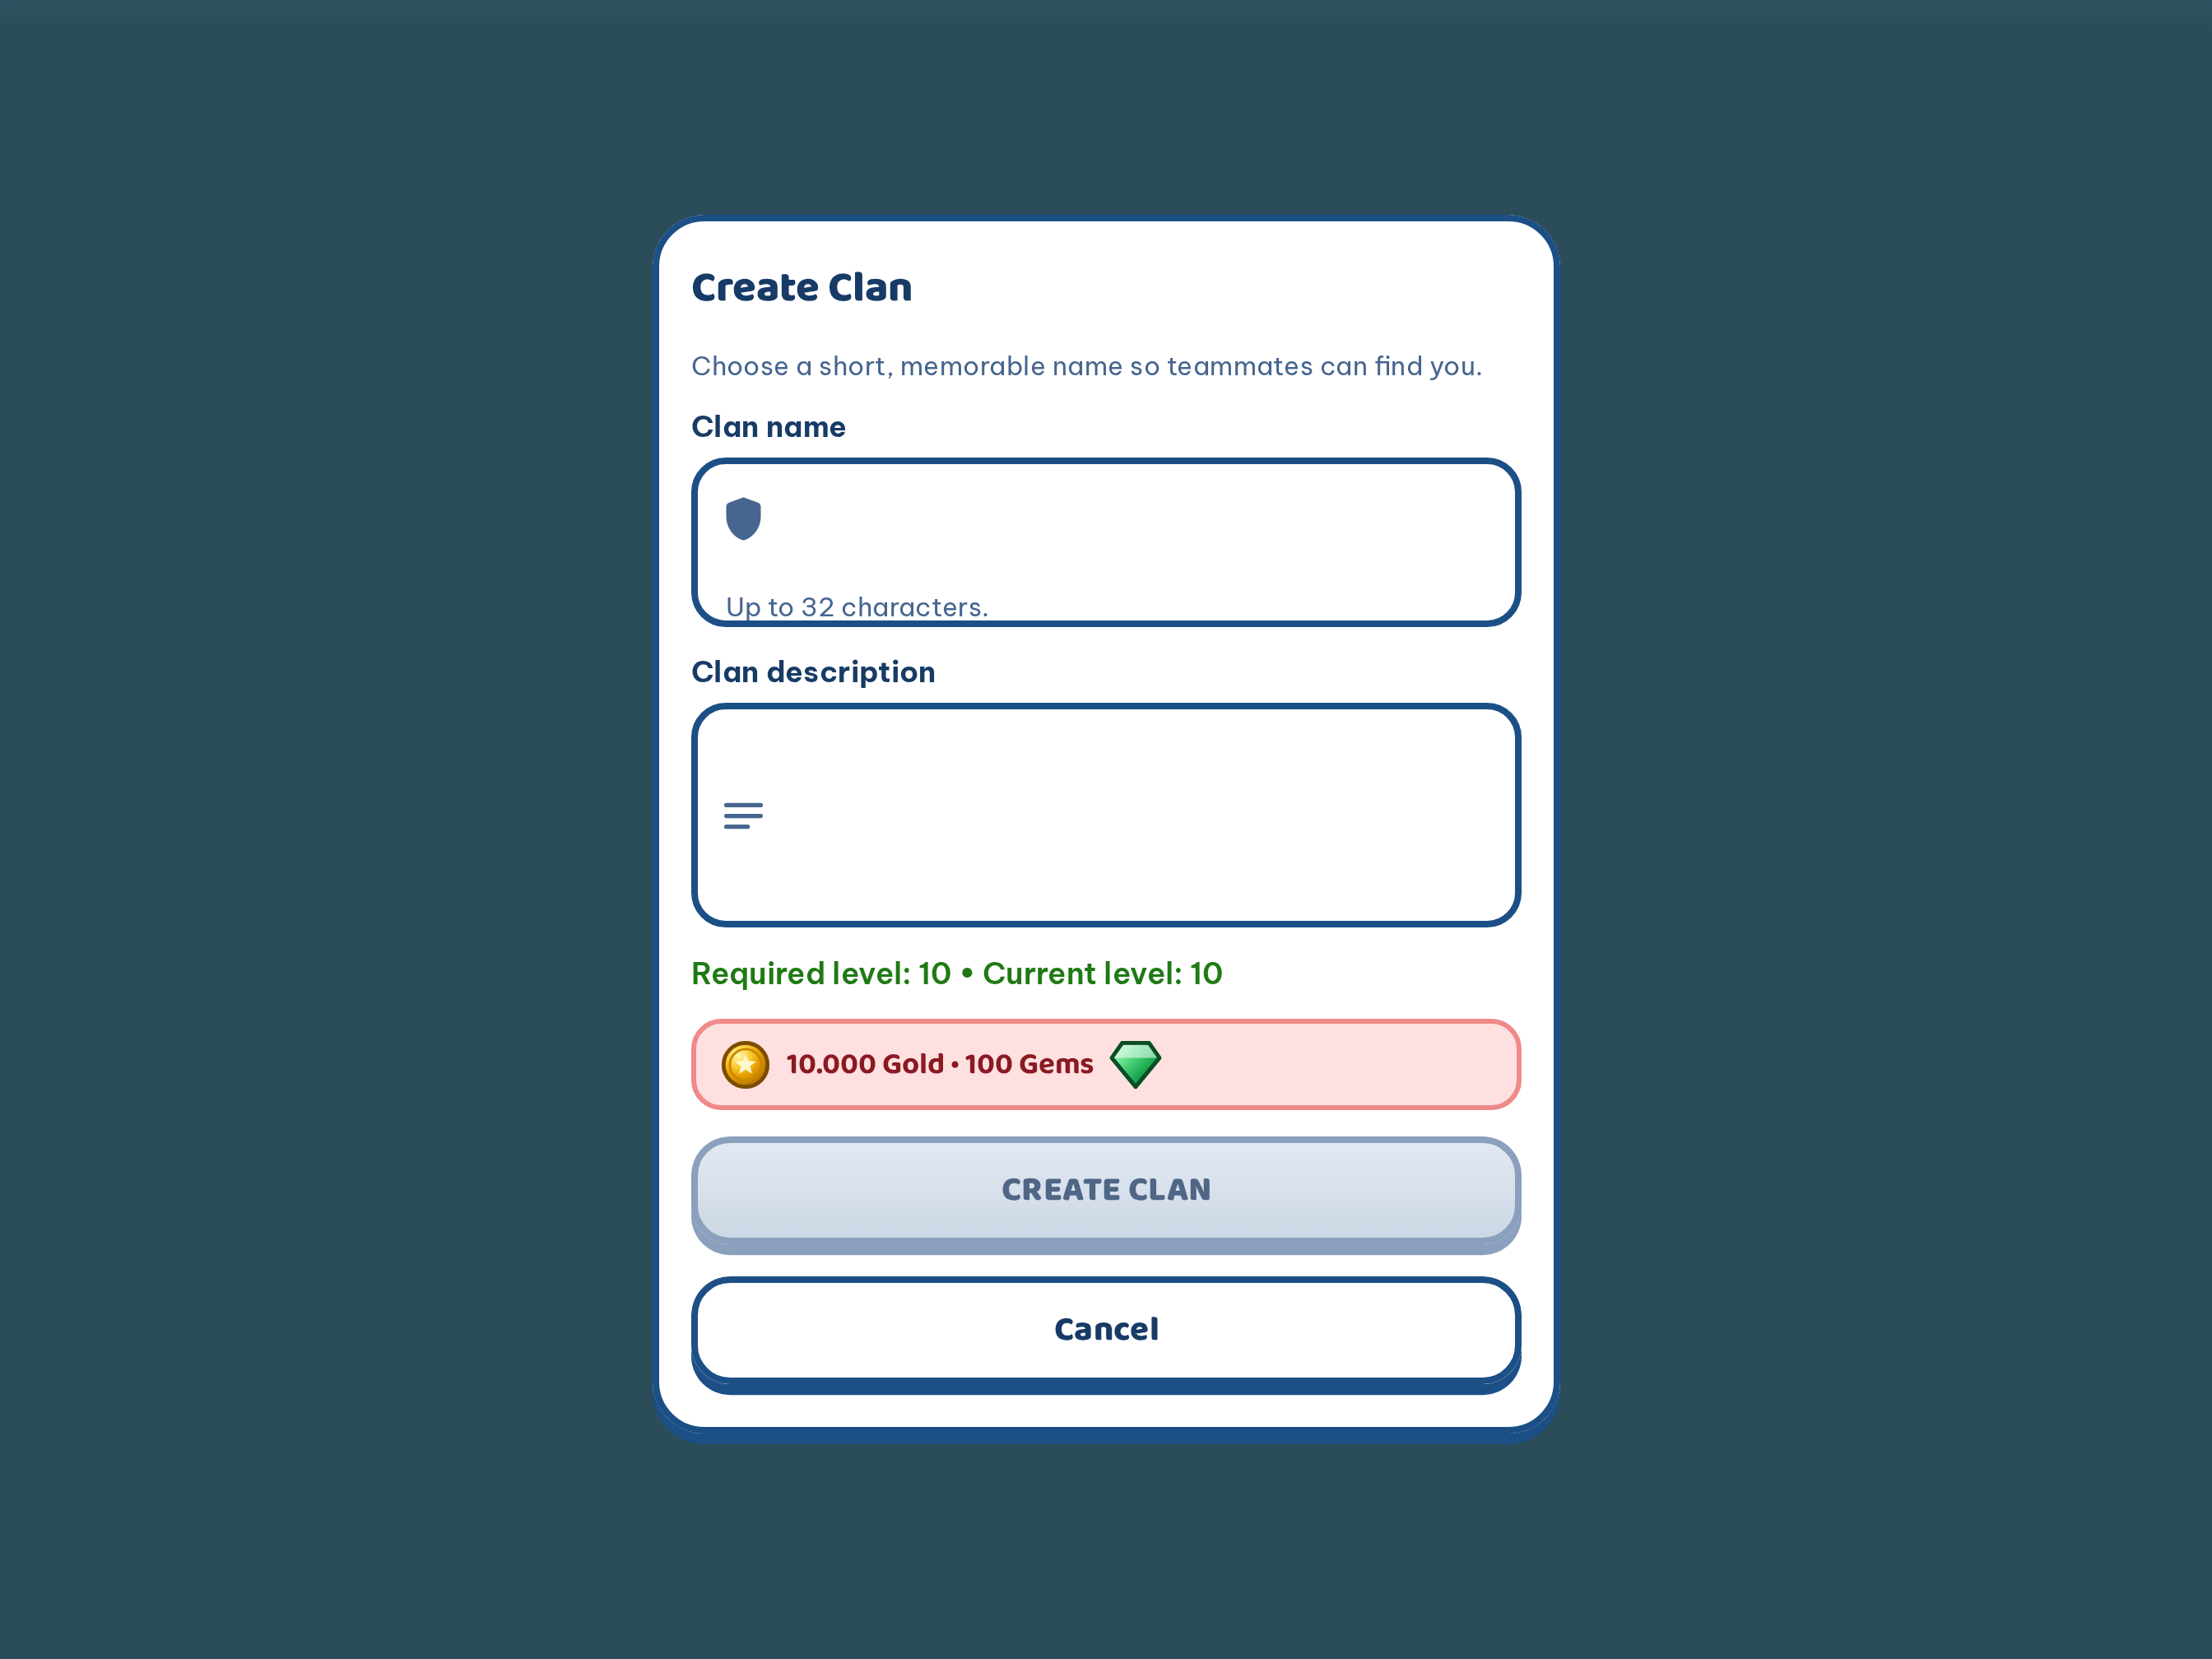 Create Clan
Choose a short, memorable name so teammates can find you.
Clan name
Up to 32 characters.
Clan description
Required level: 10 • Current level: 10
10.000 Gold • 100 Gems
CREATE CLAN
Cancel